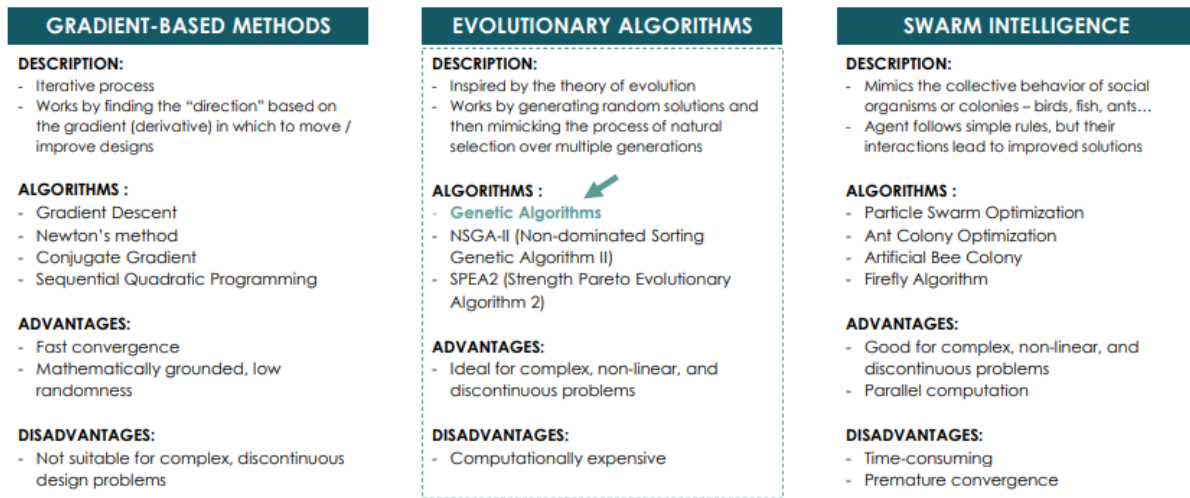 GRADIENT-BASED METHODS
DESCRIPTION:
- Iterative process
- Works by finding the “direction” based on
the gradient (derivative) in which to move /
improve designs
ALGORITHMS :
- Gradient Descent
- Newton’s method
- Conjugate Gradient
- Sequential Quadratic Programming
ADVANTAGES:
- Fast convergence
- Mathematically grounded, low
randomness
DISADVANTAGES:
- Not suitable for complex, discontinuous
design problems
EVOLUTIONARY ALGORITHMS
DESCRIPTION:
- Inspired by the theory of evolution
- Works by generating random solutions and
then mimicking the process of natural
selection over multiple generations
ALGORITHMS :
- Genetic Algorithms
- NSGA-II (Non-dominated Sorting
Genetic Algorithm II)
- SPEA2 (Strength Pareto Evolutionary
Algorithm 2)
ADVANTAGES:
- Ideal for complex, non-linear, and
discontinuous problems
DISADVANTAGES:
- Computationally expensive
SWARM INTELLIGENCE
DESCRIPTION:
- Mimics the collective behavior of social
organisms or colonies – birds, fish, ants…
- Agent follows simple rules, but their
interactions lead to improved solutions
ALGORITHMS :
- Particle Swarm Optimization
- Ant Colony Optimization
- Artificial Bee Colony
- Firefly Algorithm
ADVANTAGES:
- Good for complex, non-linear, and
discontinuous problems
- Parallel computation
DISADVANTAGES:
- Time-consuming
- Premature convergence